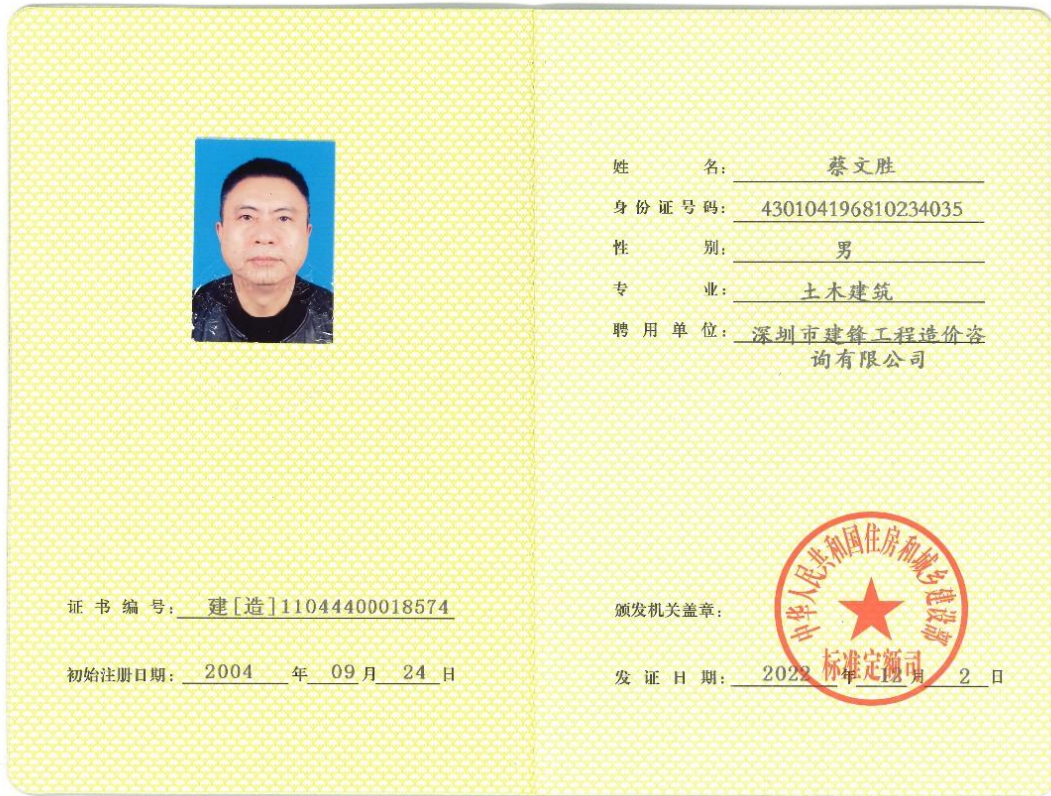 姓名：蔡文胜
身份证号码：430104196810234035
性别：男
专业：土木建筑
聘用单位：深圳市建锋工程造价咨
询有限公司
证书编号：建[造]11044400018574
初始注册日期：2004年09月24日
颁发机关盖章：
中华人民共和国住房和城乡建设部
标准定额司
发证日期：2022年12月2日